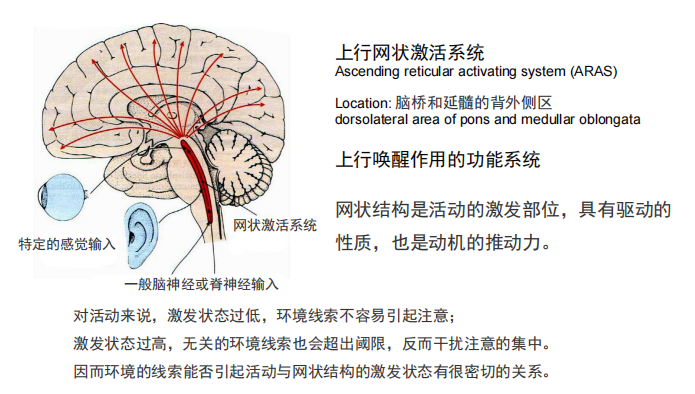 上行网状激活系统
Ascending reticular activating system (ARAS)
Location: 脑桥和延髓的背外侧区
dorsolateral area of pons and medullar oblongata
上行唤醒作用的功能系统
网状结构是活动的激发部位，具有驱动的
性质，也是动机的推动力。
网状激活系统
特定的感觉输入
一般脑神经或脊神经输入
对活动来说，激发状态过低，环境线索不容易引起注意；
激发状态过高，无关的环境线索也会超出阈限，反而干扰注意的集中。
因而环境的线索能否引起活动与网状结构的激发状态有很密切的关系。